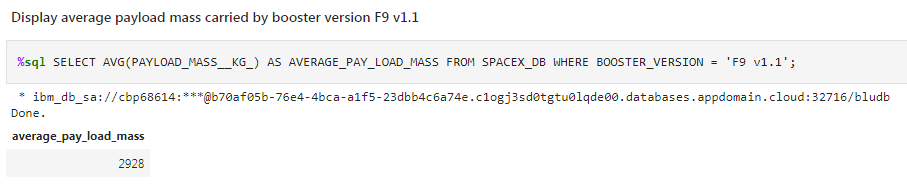 Display average payload mass carried by booster version F9 v1.1
%sql SELECT AVG(PAYLOAD_MASS__KG_) AS AVERAGE_PAY_LOAD_MASS FROM SPACEX_DB WHERE BOOSTER_VERSION = 'F9 v1.1';
* ibm_db_sa://cbp68614:***@b70af05b-76e4-4bca-a1f5-23dbb4c6a74e.c1ogj3sd0tgtu0lqde00.databases.appdomain.cloud:32716/bludb
Done.
average_pay_load_mass
2928